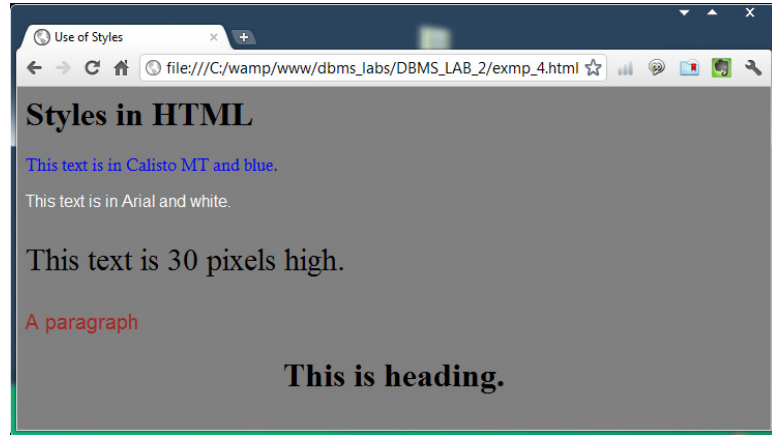 Use of Styles
file:///C:/wamp/www/dbms_labs/DBMS_LAB_2/exmp_4.html
Styles in HTML
This text is in Calisto MT and blue.
This text is in Arial and white.
This text is 30 pixels high.
A paragraph
This is heading.